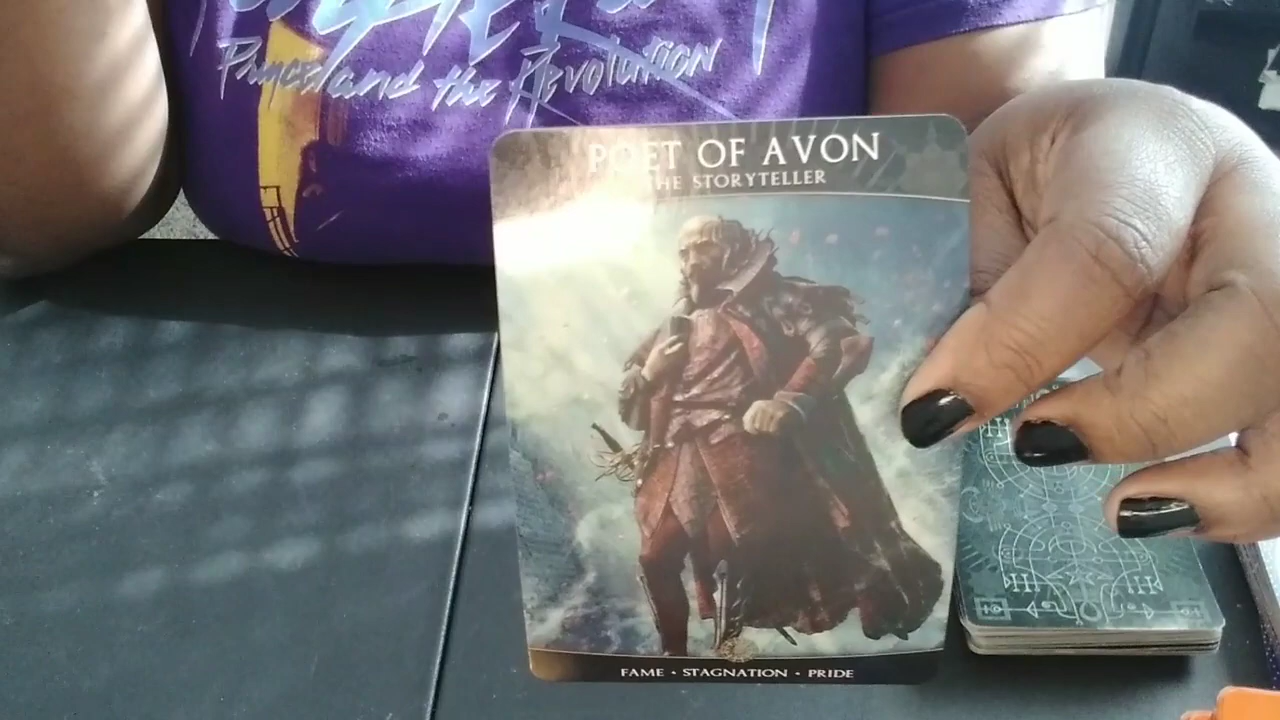 Prince and the Revolution
POET OF AVON
THE STORYTELLER
FAME • STAGNATION • PRIDE